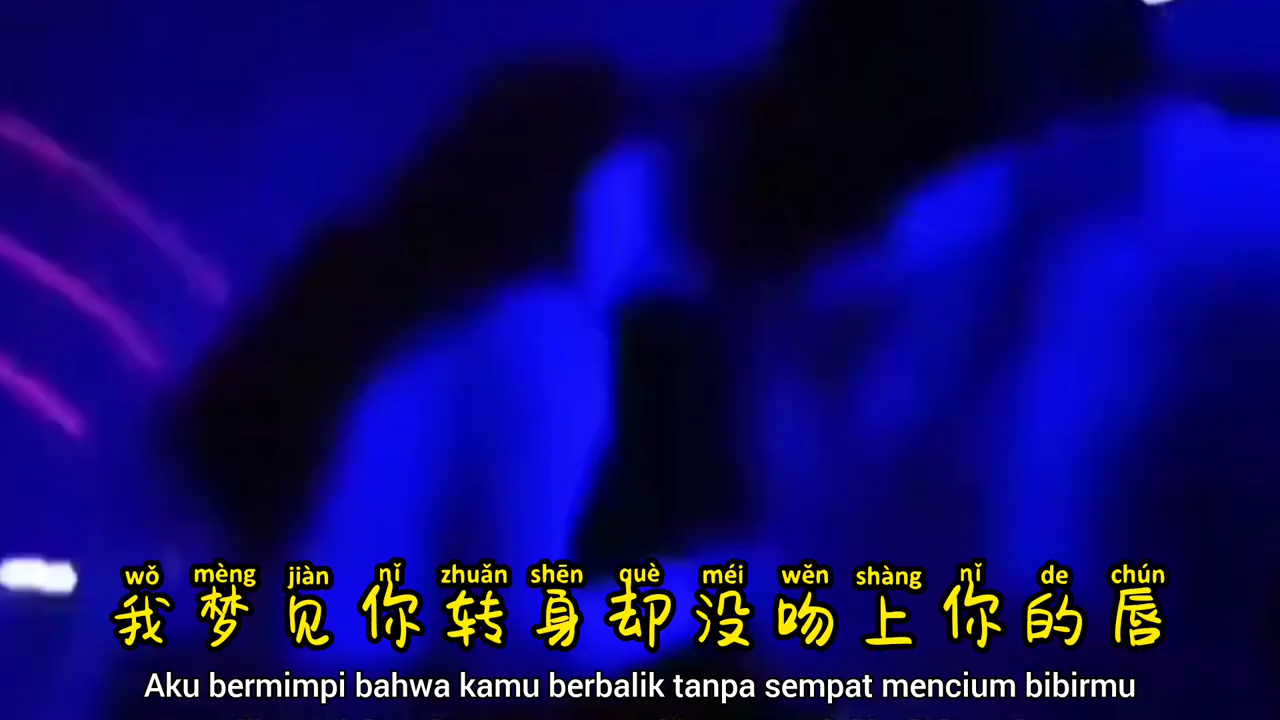 wǒ mèng jiàn nǐ zhuǎn shēn què méi wěn shàng nǐ de chún
我梦见你转身却没吻上你的唇
Aku bermimpi bahwa kamu berbalik tanpa sempat mencium bibirmu